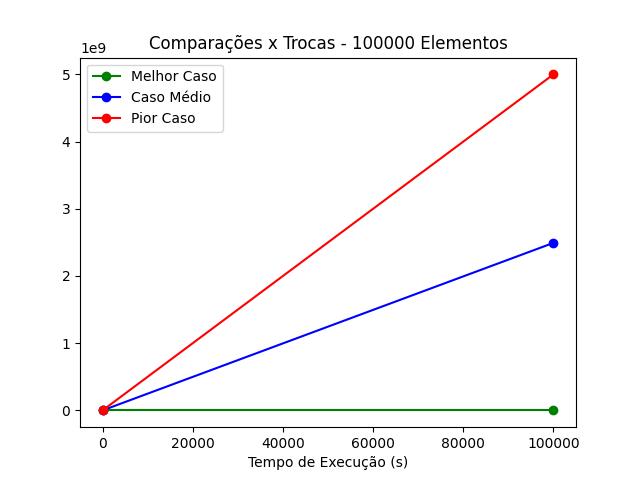 Comparações x Trocas - 100000 Elementos
1e9
Melhor Caso
Caso Médio
Pior Caso
5
4
3
2
1
0
0 20000 40000 60000 80000 100000
Tempo de Execução (s)